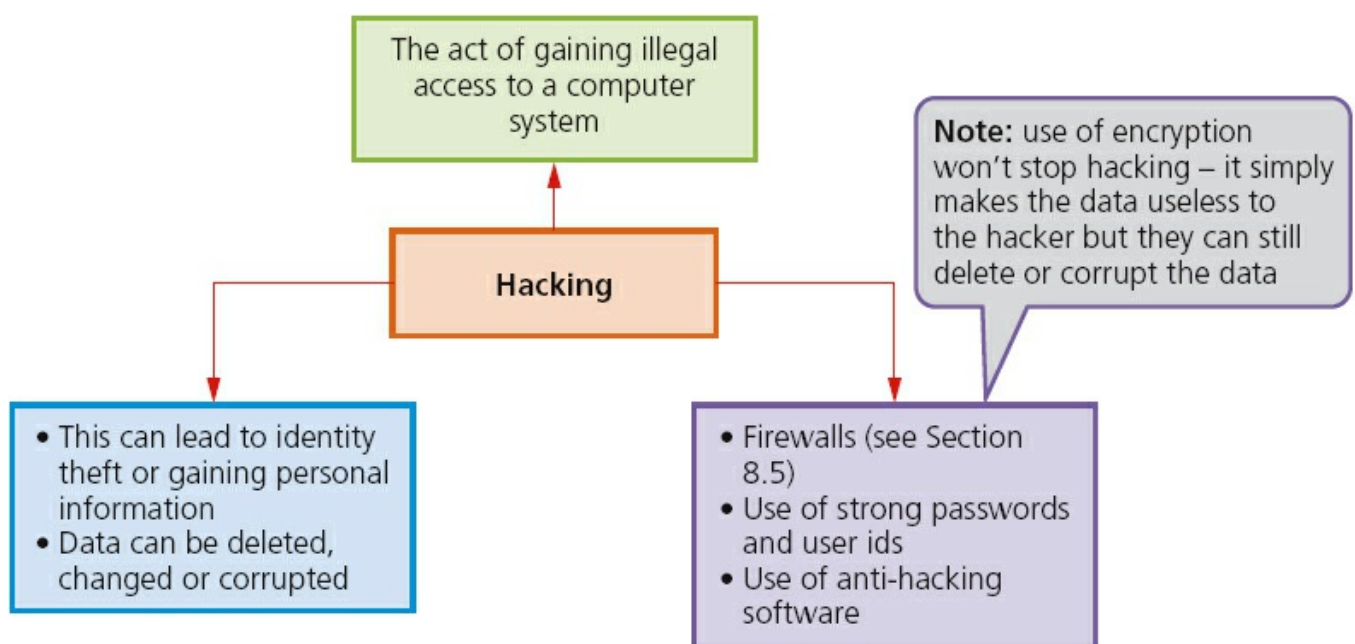 The act of gaining illegal
access to a computer
system
Note: use of encryption
won't stop hacking – it simply
makes the data useless to
the hacker but they can still
delete or corrupt the data
Hacking
• This can lead to identity
theft or gaining personal
information
• Data can be deleted,
changed or corrupted
• Firewalls (see Section
8.5)
• Use of strong passwords
and user ids
• Use of anti-hacking
software